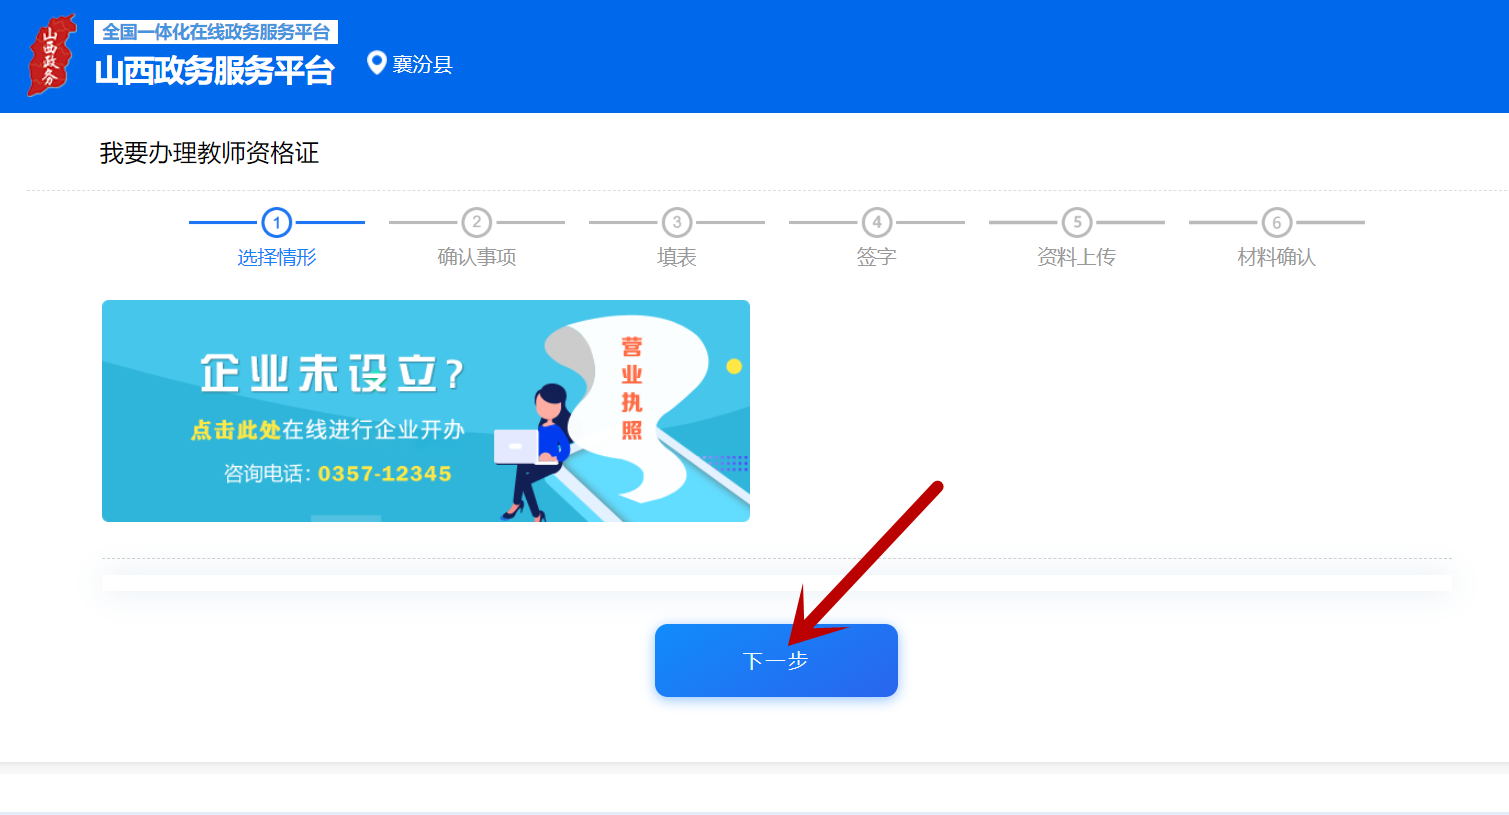 山西政务
全国一体化在线政务服务平台
山西政务服务平台
襄汾县
我要办理教师资格证
1
2
3
4
5
6
选择情形
确认事项
填表
签字
资料上传
材料确认
企业未设立?
点击此处在线进行企业开办
咨询电话：0357-12345
营业执照
下一步